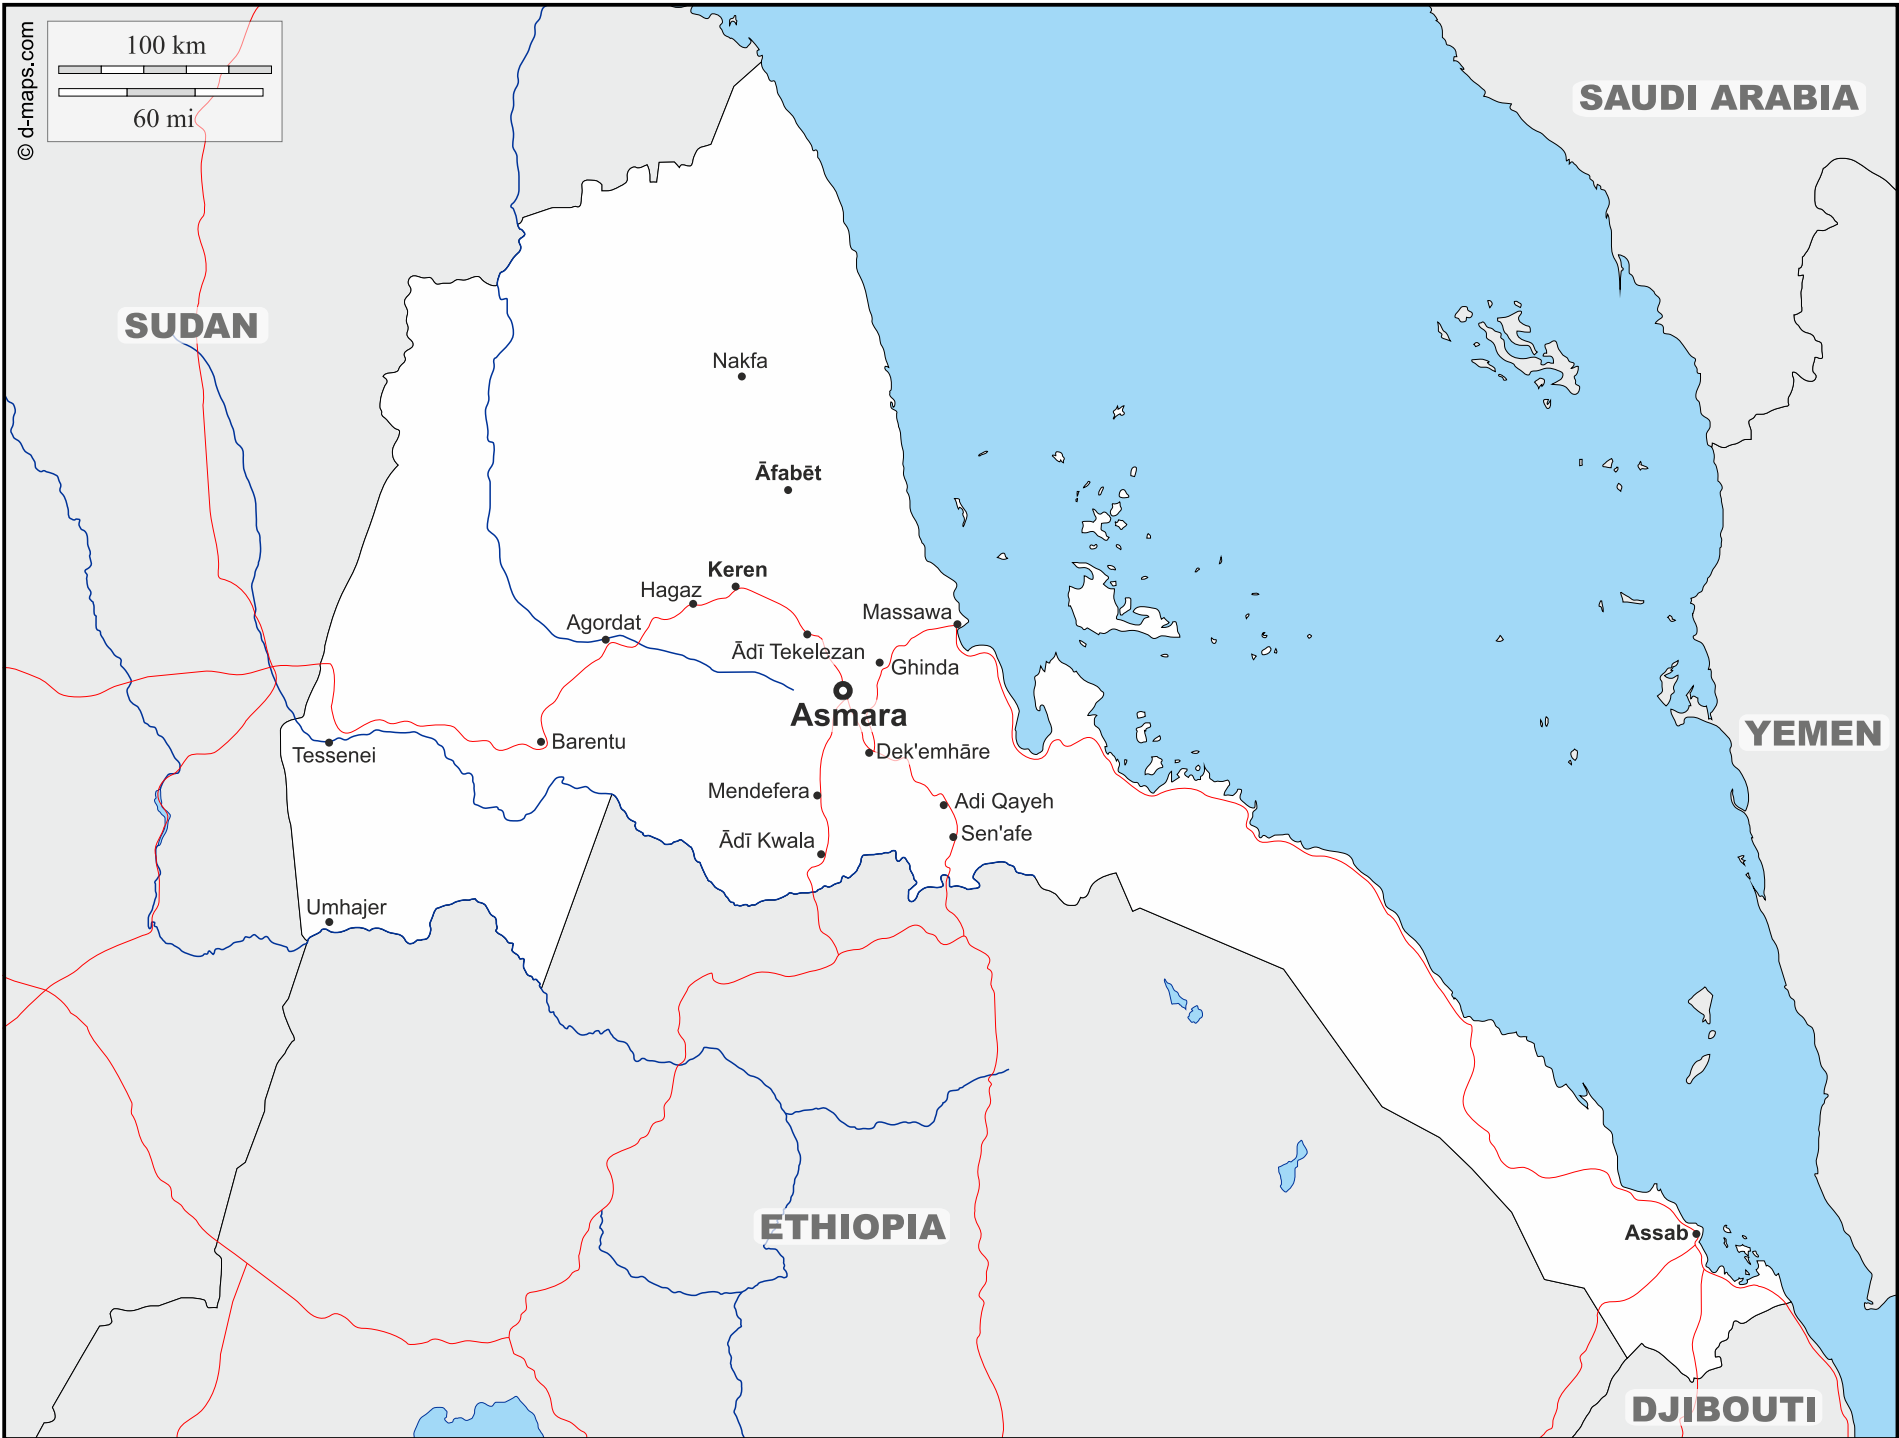 © d-maps.com
100 km
60 mi
SAUDI ARABIA
SUDAN
Nakfa
Āfabēt
Keren
Hagaz
Massawa
Agordat
Ādī Tekelezan
Ghinda
Asmara
YEMEN
Barentu
Tessenei
Dek'emhāre
Mendefera
Adi Qayeh
Sen'afe
Ādī Kwala
Umhajer
ETHIOPIA
Assab
DJIBOUTI